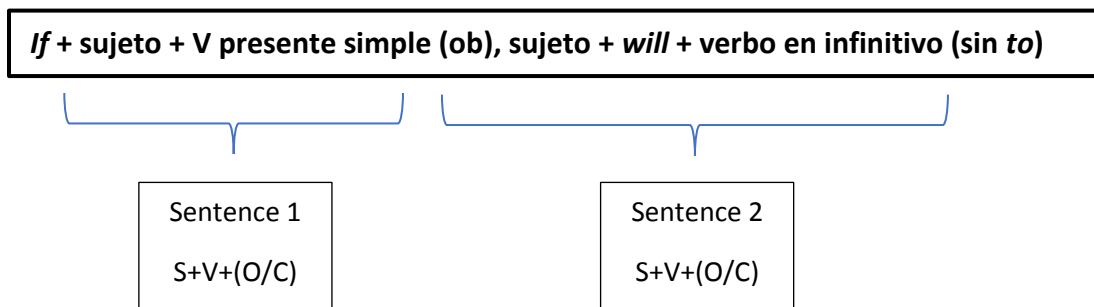 If + sujeto + V presente simple (ob), sujeto + will + verbo en infinitivo (sin to)
Sentence 1
S+V+(O/C)
Sentence 2
S+V+(O/C)